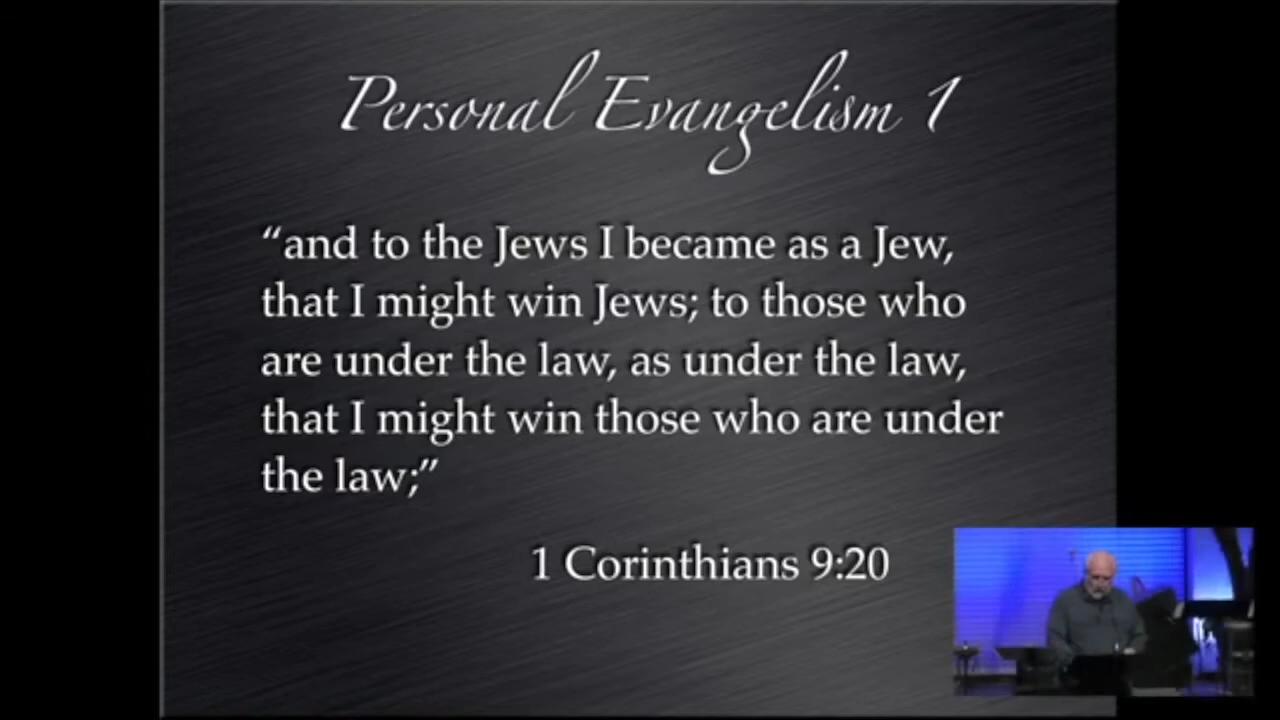 Personal Evangelism 1
“and to the Jews I became as a Jew,
that I might win Jews; to those who
are under the law, as under the law,
that I might win those who are under
the law;”
1 Corinthians 9:20